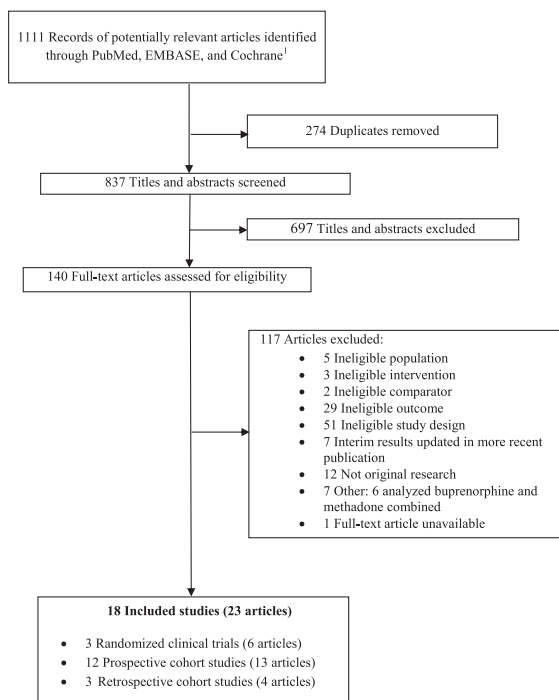 1111 Records of potentially relevant articles identified
through PubMed, EMBASE, and Cochrane¹
274 Duplicates removed
837 Titles and abstracts screened
697 Titles and abstracts excluded
140 Full-text articles assessed for eligibility
117 Articles excluded:
• 5 Ineligible population
• 3 Ineligible intervention
• 2 Ineligible comparator
• 29 Ineligible outcome
• 51 Ineligible study design
• 7 Interim results updated in more recent
publication
• 12 Not original research
• 7 Other: 6 analyzed buprenorphine and
methadone combined
• 1 Full-text article unavailable
18 Included studies (23 articles)
• 3 Randomized clinical trials (6 articles)
• 12 Prospective cohort studies (13 articles)
• 3 Retrospective cohort studies (4 articles)